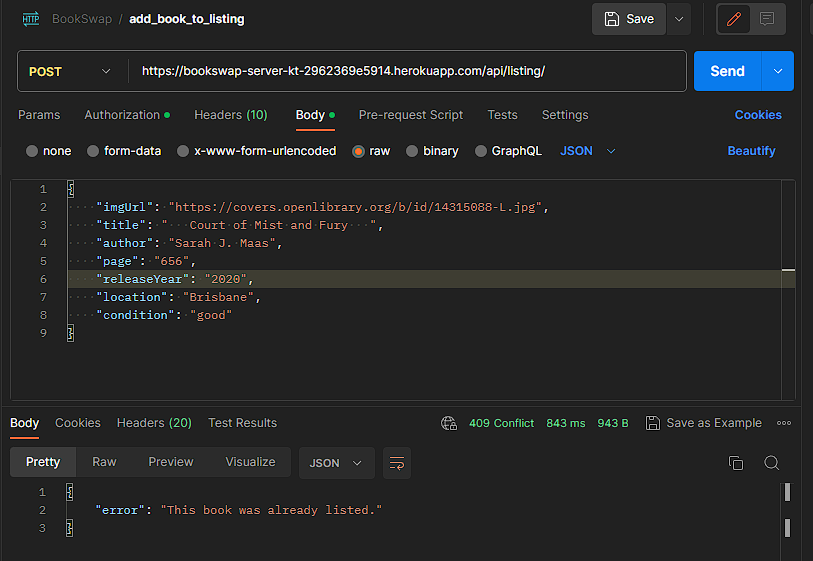 HTTP BookSwap / add_book_to_listing Save
POST https://bookswap-server-kt-2962369e5914.herokuapp.com/api/listing/ Send
Params Authorization Headers (10) Body Pre-request Script Tests Settings Cookies
none form-data x-www-form-urlencoded raw binary GraphQL JSON Beautify
1 {
2 "imgUrl": "https://covers.openlibrary.org/b/id/14315088-L.jpg",
3 "title": "   Court of Mist and Fury   ",
4 "author": "Sarah J. Maas",
5 "page": "656",
6 "releaseYear": "2020",
7 "location": "Brisbane",
8 "condition": "good"
9 }
Body Cookies Headers (20) Test Results 409 Conflict 843 ms 943 B Save as Example
Pretty Raw Preview Visualize JSON
1 {
2 "error": "This book was already listed."
3 }